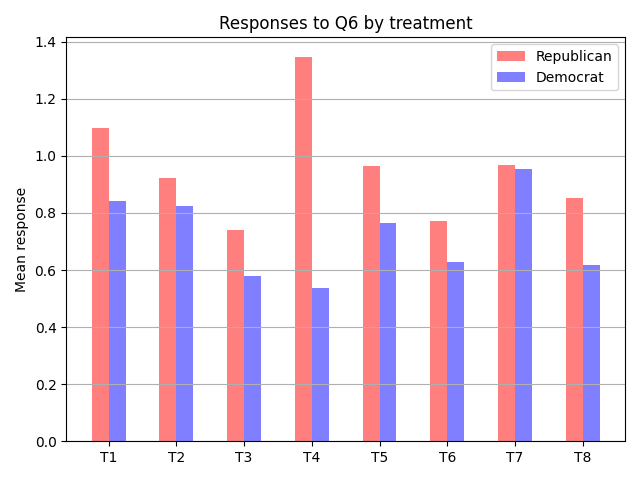 Responses to Q6 by treatment
Republican
Democrat
Mean response
1.4
1.2
1.0
0.8
0.6
0.4
0.2
0.0
T1 T2 T3 T4 T5 T6 T7 T8